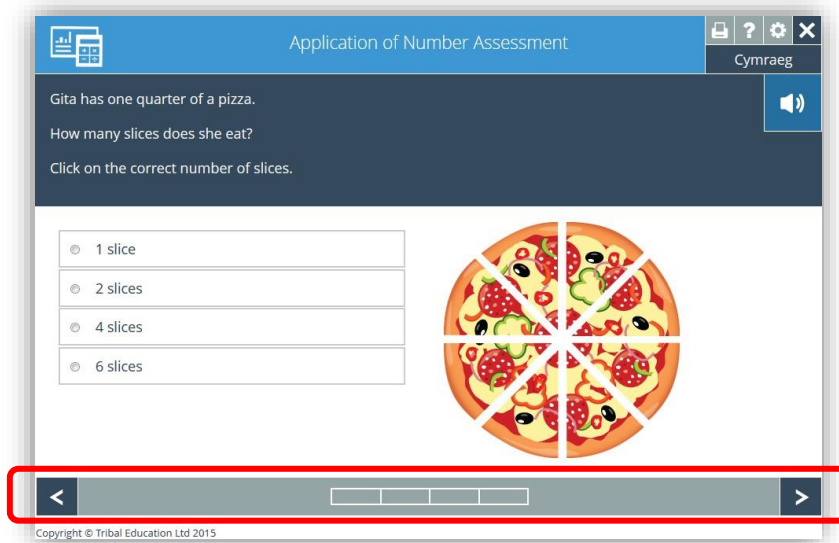 Application of Number Assessment
?
Cymraeg
Gita has one quarter of a pizza.
How many slices does she eat?
Click on the correct number of slices.
1 slice
2 slices
4 slices
6 slices
<
>
Copyright © Tribal Education Ltd 2015